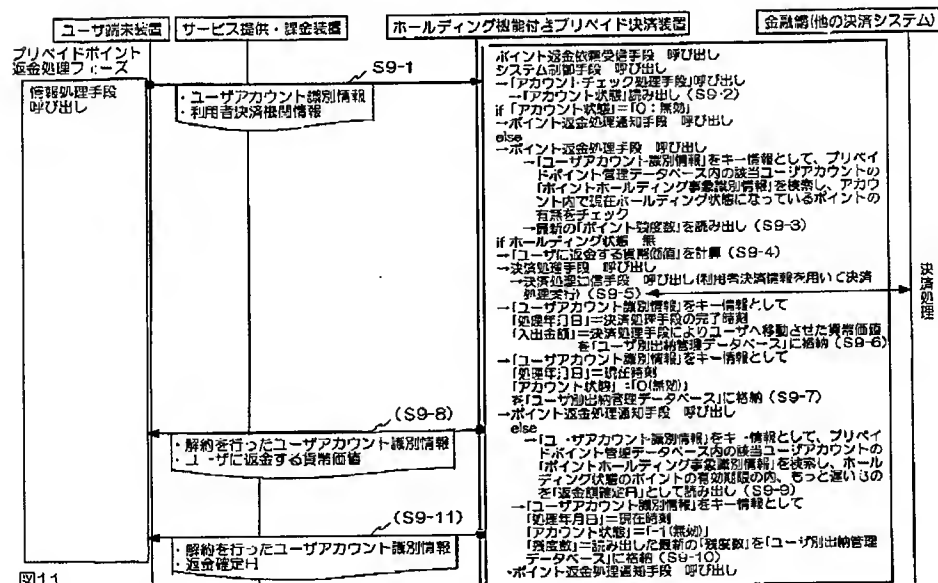 ユーザ端末装置
サービス提供・課金装置
ホールディング機能付きプリペイド決済装置
金融機関(他の決済システム)
プリペイドポイント
返金処理フェーズ
情報処理手段
呼び出し
S9-1
・ユーザアカウント識別情報
・利用者決済機関情報
ポイント返金依頼受信手段 呼び出し
システム制御手段 呼び出し
→「アカウントチェック処理手段」呼び出し
→「アカウント状態」読み出し（S9-2）
if「アカウント状態」=「0：無効」
→ポイント返金処理通知手段 呼び出し
else
→ポイント返金処理手段 呼び出し
→「ユーザアカウント識別情報」をキー情報として、プリペイ
ドポイント管理データベース内の該当ユーザアカウントの
「ポイントホールディング事象識別情報」を検索し、アカウ
ント内で現在ホールディング状態になっているポイントの
有無をチェック
→最新の「ポイント残度数」を読み出し（S9-3）
if ホールディング状態 無
→「ユーザに返金する貨幣価値」を計算（S9-4）
→決済処理手段 呼び出し
→決済処理通信手段 呼び出し(利用者決済情報を用いて決済
処理実行)（S9-5）
決済処理
→「ユーザアカウント識別情報」をキー情報として
「処理年月日」=決済処理手段の完了時刻
「入出金額」=決済処理手段によりユーザへ移動させた貨幣価値
を「ユーザ別出納管理データベース」に格納（S9-6）
→「ユーザアカウント識別情報」をキー情報として
「処理年月日」=現在時刻
「アカウント状態」=「0(無効)」
を「ユーザ別出納管理データベース」に格納（S9-7）
→ポイント返金処理通知手段 呼び出し
(S9-8)
・解約を行ったユーザアカウント識別情報
・ユーザに返金する貨幣価値
else
→「ユーザアカウント識別情報」をキー情報として、プリペイ
ドポイント管理データベース内の該当ユーザアカウントの
「ポイントホールディング事象識別情報」を検索し、ホール
ディング状態のポイントの有効期限の内、もっと遅いもの
を「返金額確定日」として読み出し（S9-9）
→「ユーザアカウント識別情報」をキー情報として
「処理年月日」=現在時刻
「アカウント状態」=「-1(無効)」
「残度数」=読み出した最新の「残度数」を「ユーザ別出納管理
データベース」に格納（S9-10）
・ポイント返金処理通知手段 呼び出し
(S9-11)
・解約を行ったユーザアカウント識別情報
・返金確定日
図11